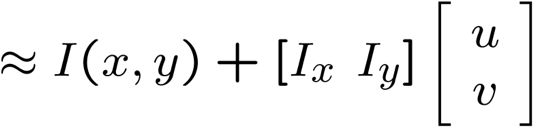 ≈ I(x, y) + [I_x I_y] [u
v]